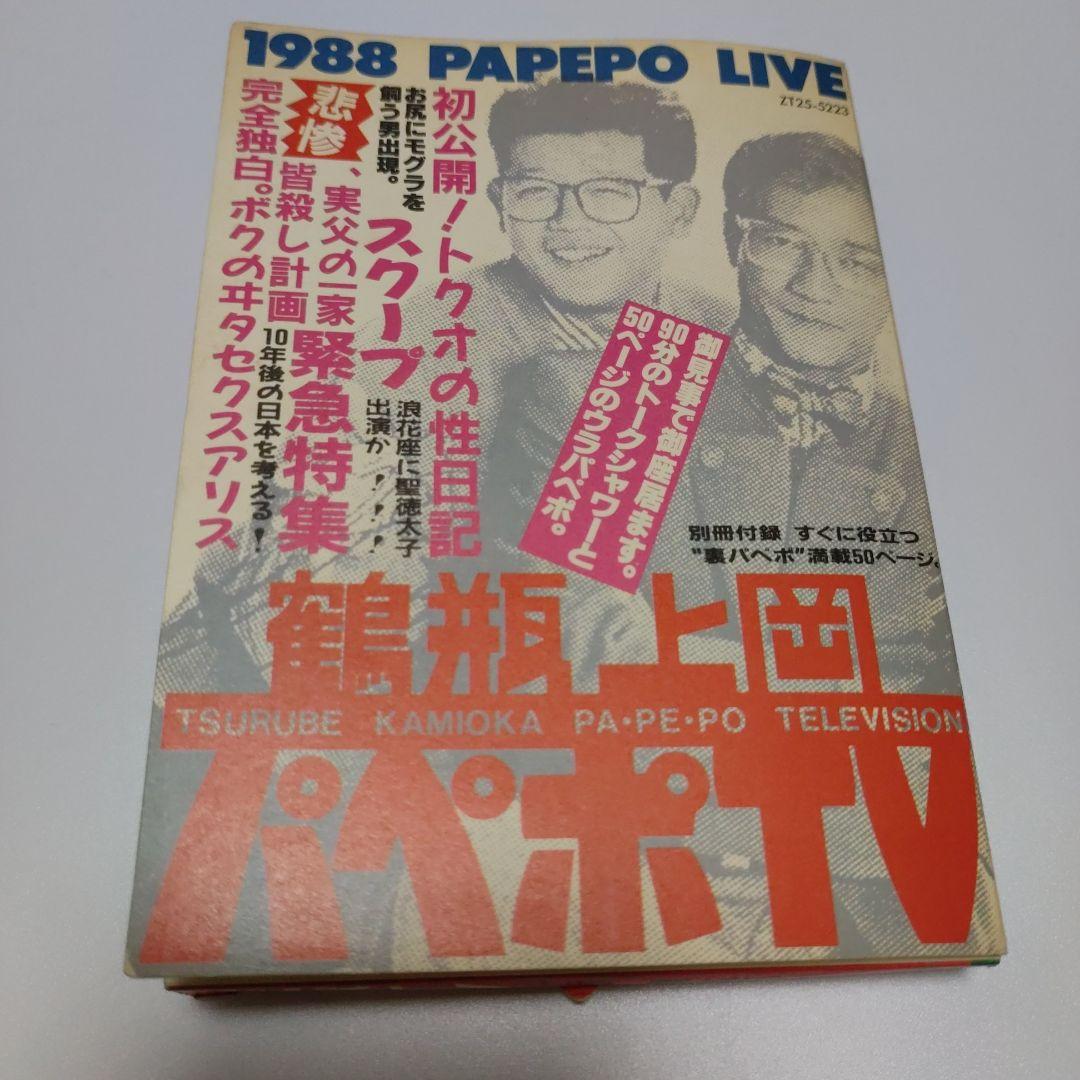 1988 PAPEPO LIVE
ZT25-5223
初公開！トクオの性日記
お尻にモグラを
飼う男出現。
スクープ
浪花座に聖徳太子
出演か！！！
悲惨
、実父の一家
皆殺し計画
緊急特集
10年後の日本を考える！
完全独白。ボクのヰタセクスアリス
御見事で御座居ます。
90分のトークシャワーと
50ページのウラパペポ。
別冊付録 すぐに役立つ
“裏パペポ”満載50ページ。
鶴瓶上岡
TSURUBE KAMIOKA PA・PE・PO TELEVISION
パペポTV